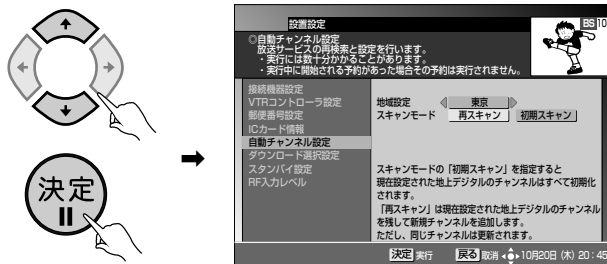 決定
設置設定
BS 10
◎自動チャンネル設定
放送サービスの再検索と設定を行います。
・実行には数十分かかることがあります。
・実行中に開始される予約があった場合その予約は実行されません。
接続機器設定
VTRコントローラ設定
郵便番号設定
ICカード情報
自動チャンネル設定
ダウンロード選択設定
スタンバイ設定
RF入力レベル
地域設定 東京
スキャンモード 再スキャン 初期スキャン
スキャンモードの「初期スキャン」を指定すると
現在設定された地上デジタルのチャンネルはすべて初期化
されます。
「再スキャン」は現在設定された地上デジタルのチャンネル
を残して新規チャンネルを追加します。
ただし、同じチャンネルは更新されます。
決定 実行 戻る 取消 10月20日 (木) 20:45